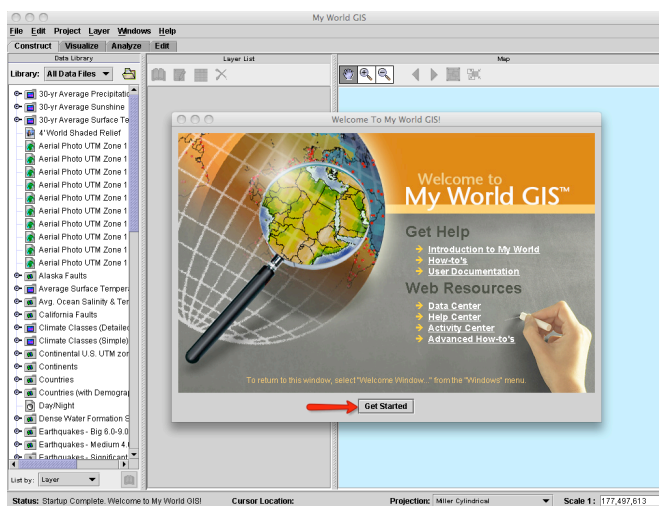 My World GIS
File Edit Project Layer Windows Help
Construct Visualize Analyze Edit
Data Library
Library: All Data Files
30-yr Average Precipitatic
30-yr Average Sunshine
30-yr Average Surface Te
4'World Shaded Relief
Aerial Photo UTM Zone 1
Aerial Photo UTM Zone 1
Aerial Photo UTM Zone 1
Aerial Photo UTM Zone 1
Aerial Photo UTM Zone 1
Aerial Photo UTM Zone 1
Aerial Photo UTM Zone 1
Aerial Photo UTM Zone 1
Aerial Photo UTM Zone 1
Aerial Photo UTM Zone 1
Alaska Faults
Average Surface Tempera
Avg. Ocean Salinity & Ter
California Faults
Climate Classes (Detailed
Climate Classes (Simple)
Continental U.S. UTM zor
Continents
Countries
Countries (with Demograp
Day/Night
Dense Water Formation S
Earthquakes - Big 6.0-9.0
Earthquakes - Medium 4.
Earthquakes - Significant
List by: Layer
Layer List
Map
Welcome To My World GIS!
Welcome to
My World GIS™
Get Help
Introduction to My World
How-to's
User Documentation
Web Resources
Data Center
Help Center
Activity Center
Advanced How-to's
To return to this window, select "Welcome Window..." from the "Windows" menu.
Get Started
Status: Startup Complete. Welcome to My World GIS! Cursor Location: Projection: Miller Cylindrical Scale 1: 177,497,613